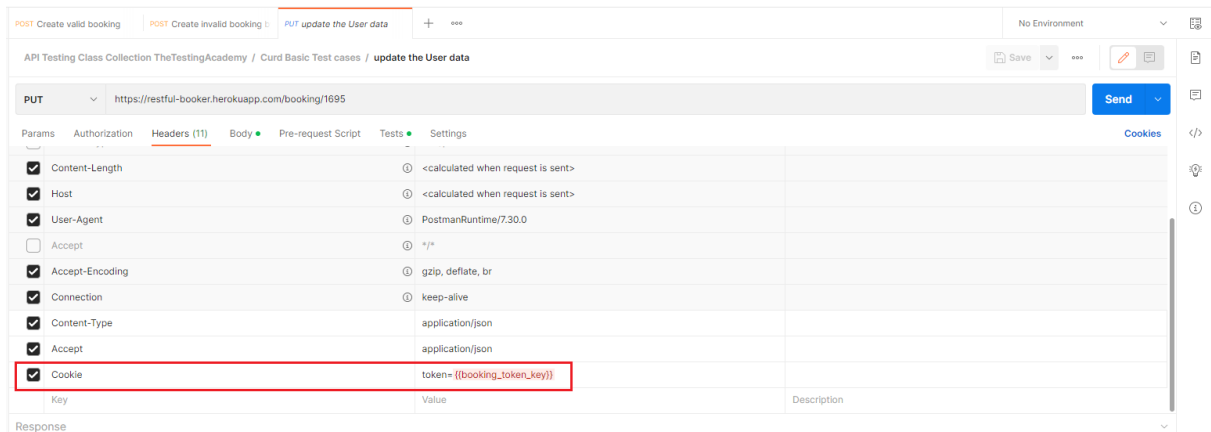 POST Create valid booking POST Create invalid booking PUT update the User data + ooo No Environment
API Testing Class Collection TheTestingAcademy / Curd Basic Test cases / update the User data Save ooo
PUT https://restful-booker.herokuapp.com/booking/1695 Send
Params Authorization Headers (11) Body Pre-request Script Tests Settings Cookies
Content-Length <calculated when request is sent>
Host <calculated when request is sent>
User-Agent PostmanRuntime/7.30.0
Accept */*
Accept-Encoding gzip, deflate, br
Connection keep-alive
Content-Type application/json
Accept application/json
Cookie token={{booking_token_key}}
Key Value Description
Response